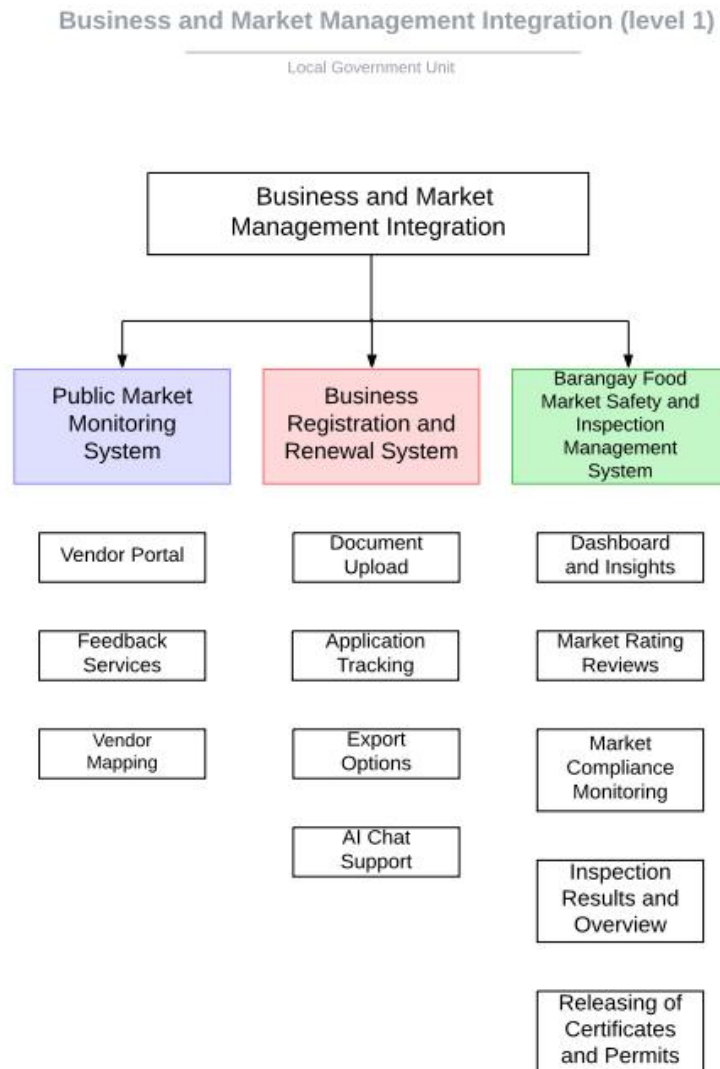 Business and Market Management Integration (level 1)
Local Government Unit
Business and Market
Management Integration
Public Market
Monitoring
System
Business
Registration and
Renewal System
Barangay Food
Market Safety and
Inspection
Management
System
Vendor Portal
Document
Upload
Dashboard
and Insights
Feedback
Services
Application
Tracking
Market Rating
Reviews
Vendor
Mapping
Export
Options
Market
Compliance
Monitoring
AI Chat
Support
Inspection
Results and
Overview
Releasing of
Certificates
and Permits